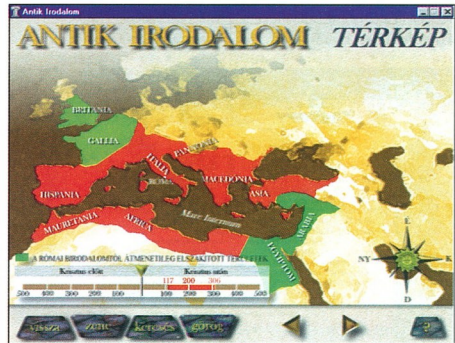 Antik Irodalom
ANTIK IRODALOM TÉRKÉP
BRITANIA
GALLIA
PANNONIA
ITALIA
HISPANIA
ROMA
MACEDONIA
ASIA
MAURETANIA
AFRICA
Mare Internum
ARABIA
EGYIPTOM
É
NY
K
D
A RÓMAI BIRODALOMTÓL ÁTMENETILEG ELSZAKÍTOTT TERÜLETEK
Krisztus előtt Krisztus után
117 200 306
500 400 300 200 100 100 200 300 400 500
vissza zene keresés görög ?